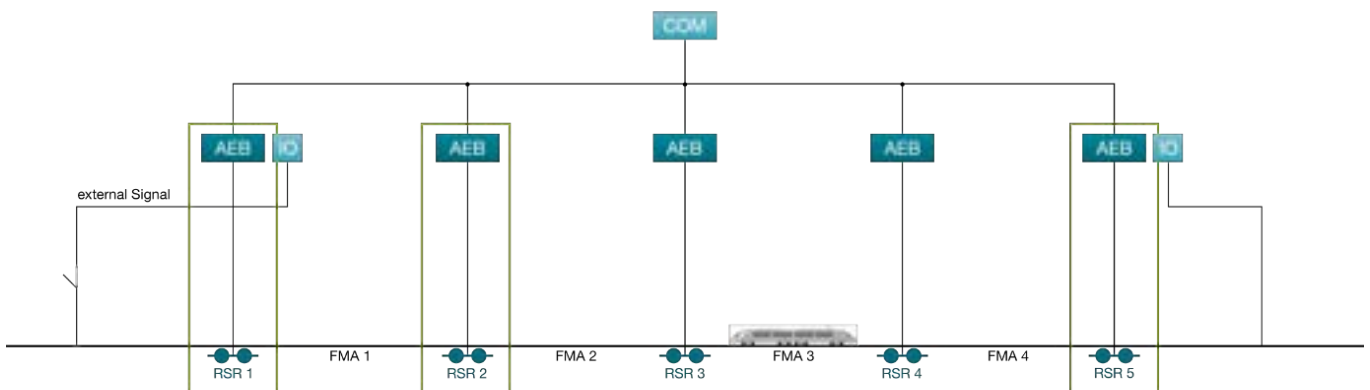 COM
AEB IO AEB AEB AEB AEB IO
external Signal
FMA 1 FMA 2 FMA 3 FMA 4
RSR 1 RSR 2 RSR 3 RSR 4 RSR 5